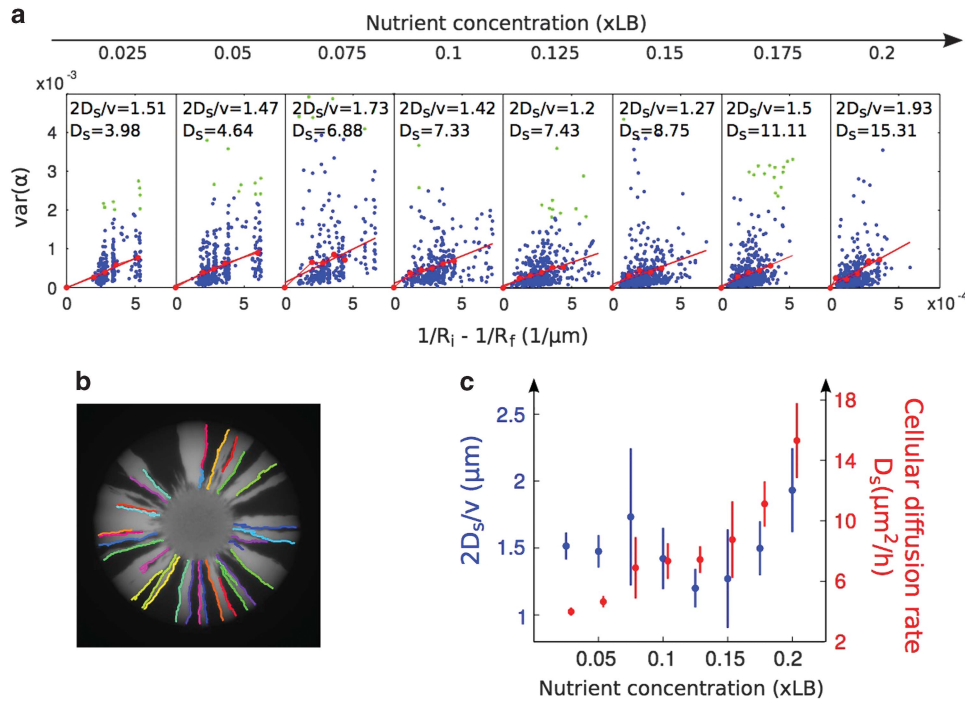 a
Nutrient concentration (xLB)
0.025 0.05 0.075 0.1 0.125 0.15 0.175 0.2
x10⁻³
2Dₛ/v=1.51 2Dₛ/v=1.47 2Dₛ/v=1.73 2Dₛ/v=1.42 2Dₛ/v=1.2 2Dₛ/v=1.27 2Dₛ/v=1.5 2Dₛ/v=1.93
Dₛ=3.98 Dₛ=4.64 Dₛ=6.88 Dₛ=7.33 Dₛ=7.43 Dₛ=8.75 Dₛ=11.11 Dₛ=15.31
4
3
2
1
0
var(α)
0 5 0 5 0 5 0 5 0 5 0 5 0 5 0 5 x10⁻⁴
1/Rᵢ - 1/R_f (1/µm)
b
c
2.5
2
1.5
1
2Dₛ/v (µm)
18
14
10
6
2
Cellular diffusion rate
Dₛ(µm²/h)
0.05 0.1 0.15 0.2
Nutrient concentration (xLB)